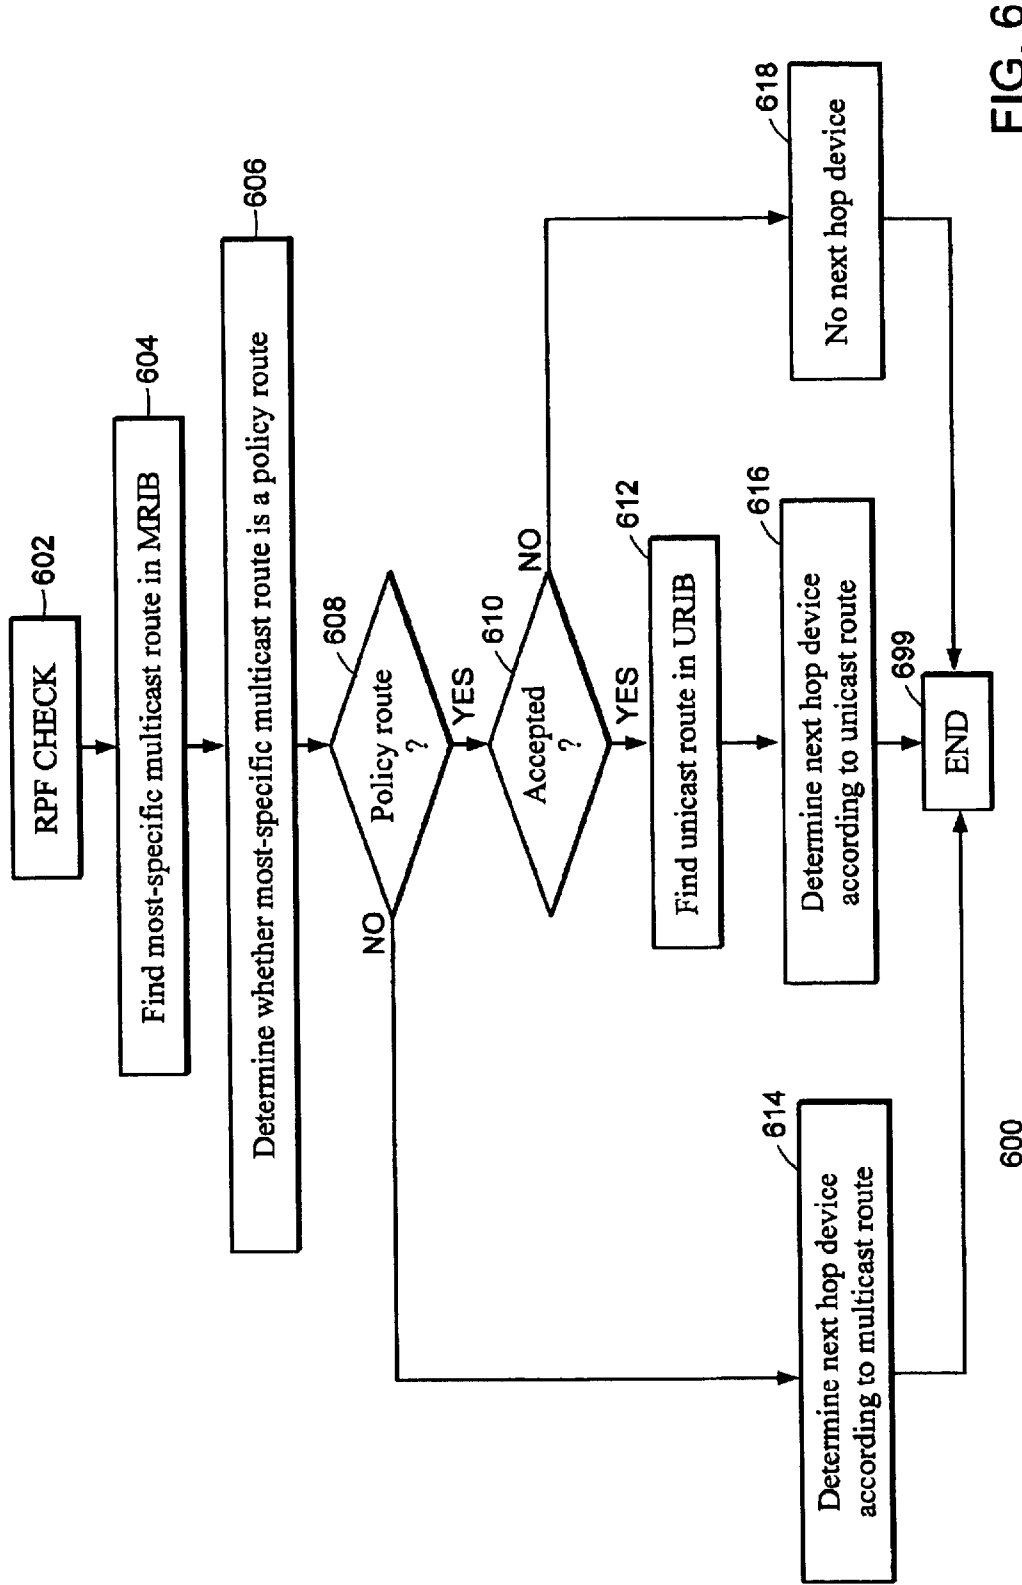 RPF CHECK
602
Find most-specific multicast route in MRIB
604
Determine whether most-specific multicast route is a policy route
606
Policy route
?
608
NO
YES
Accepted
?
610
NO
YES
Find unicast route in URIB
612
Determine next hop device
according to multicast route
614
Determine next hop device
according to unicast route
616
No next hop device
618
END
699
600
FIG. 6